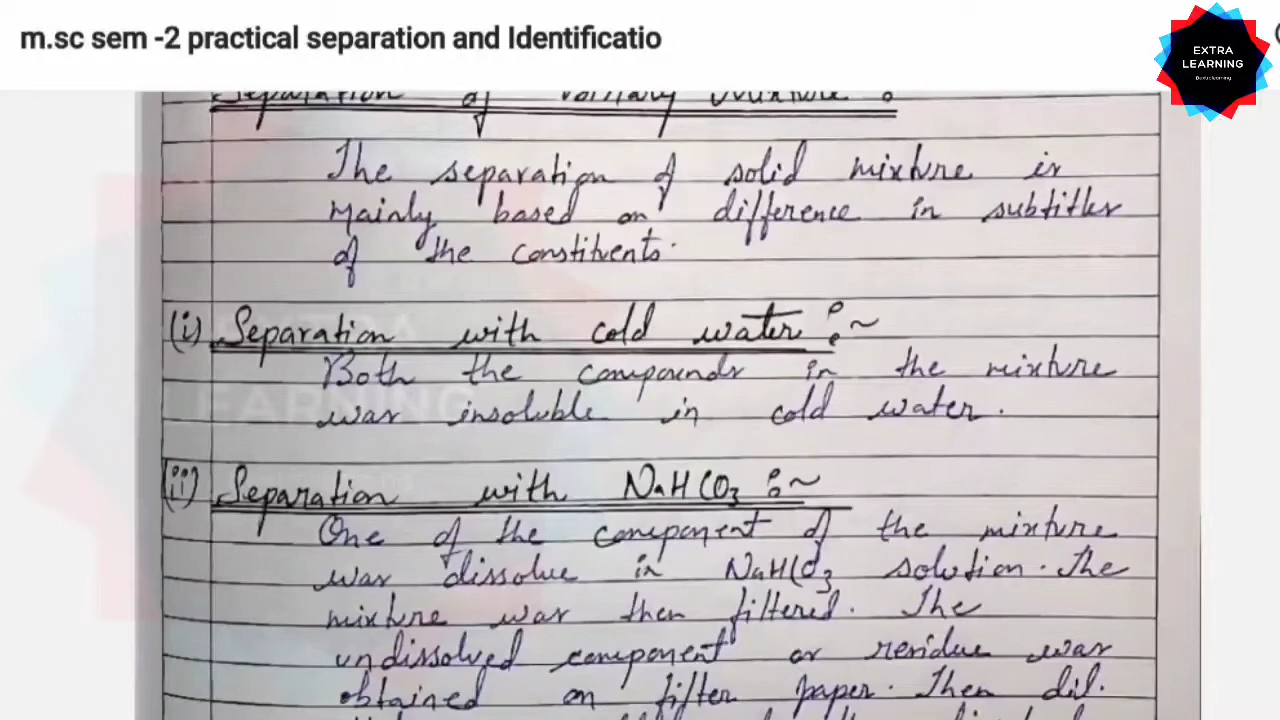 m.sc sem -2 practical separation and Identificatio
EXTRA
LEARNING
Separation of Mixture :
The separation of solid mixture is
mainly based on difference in subtitles
of the constituents.
(i) Separation with cold water :~
Both the compounds in the mixture
was insoluble in cold water.
(ii) Separation with NaHCO3 :~
One of the component of the mixture
was dissolve in NaHCO3 solution. The
mixture was then filtered. The
undissolved component or residue was
obtained on filter paper. Then dil.